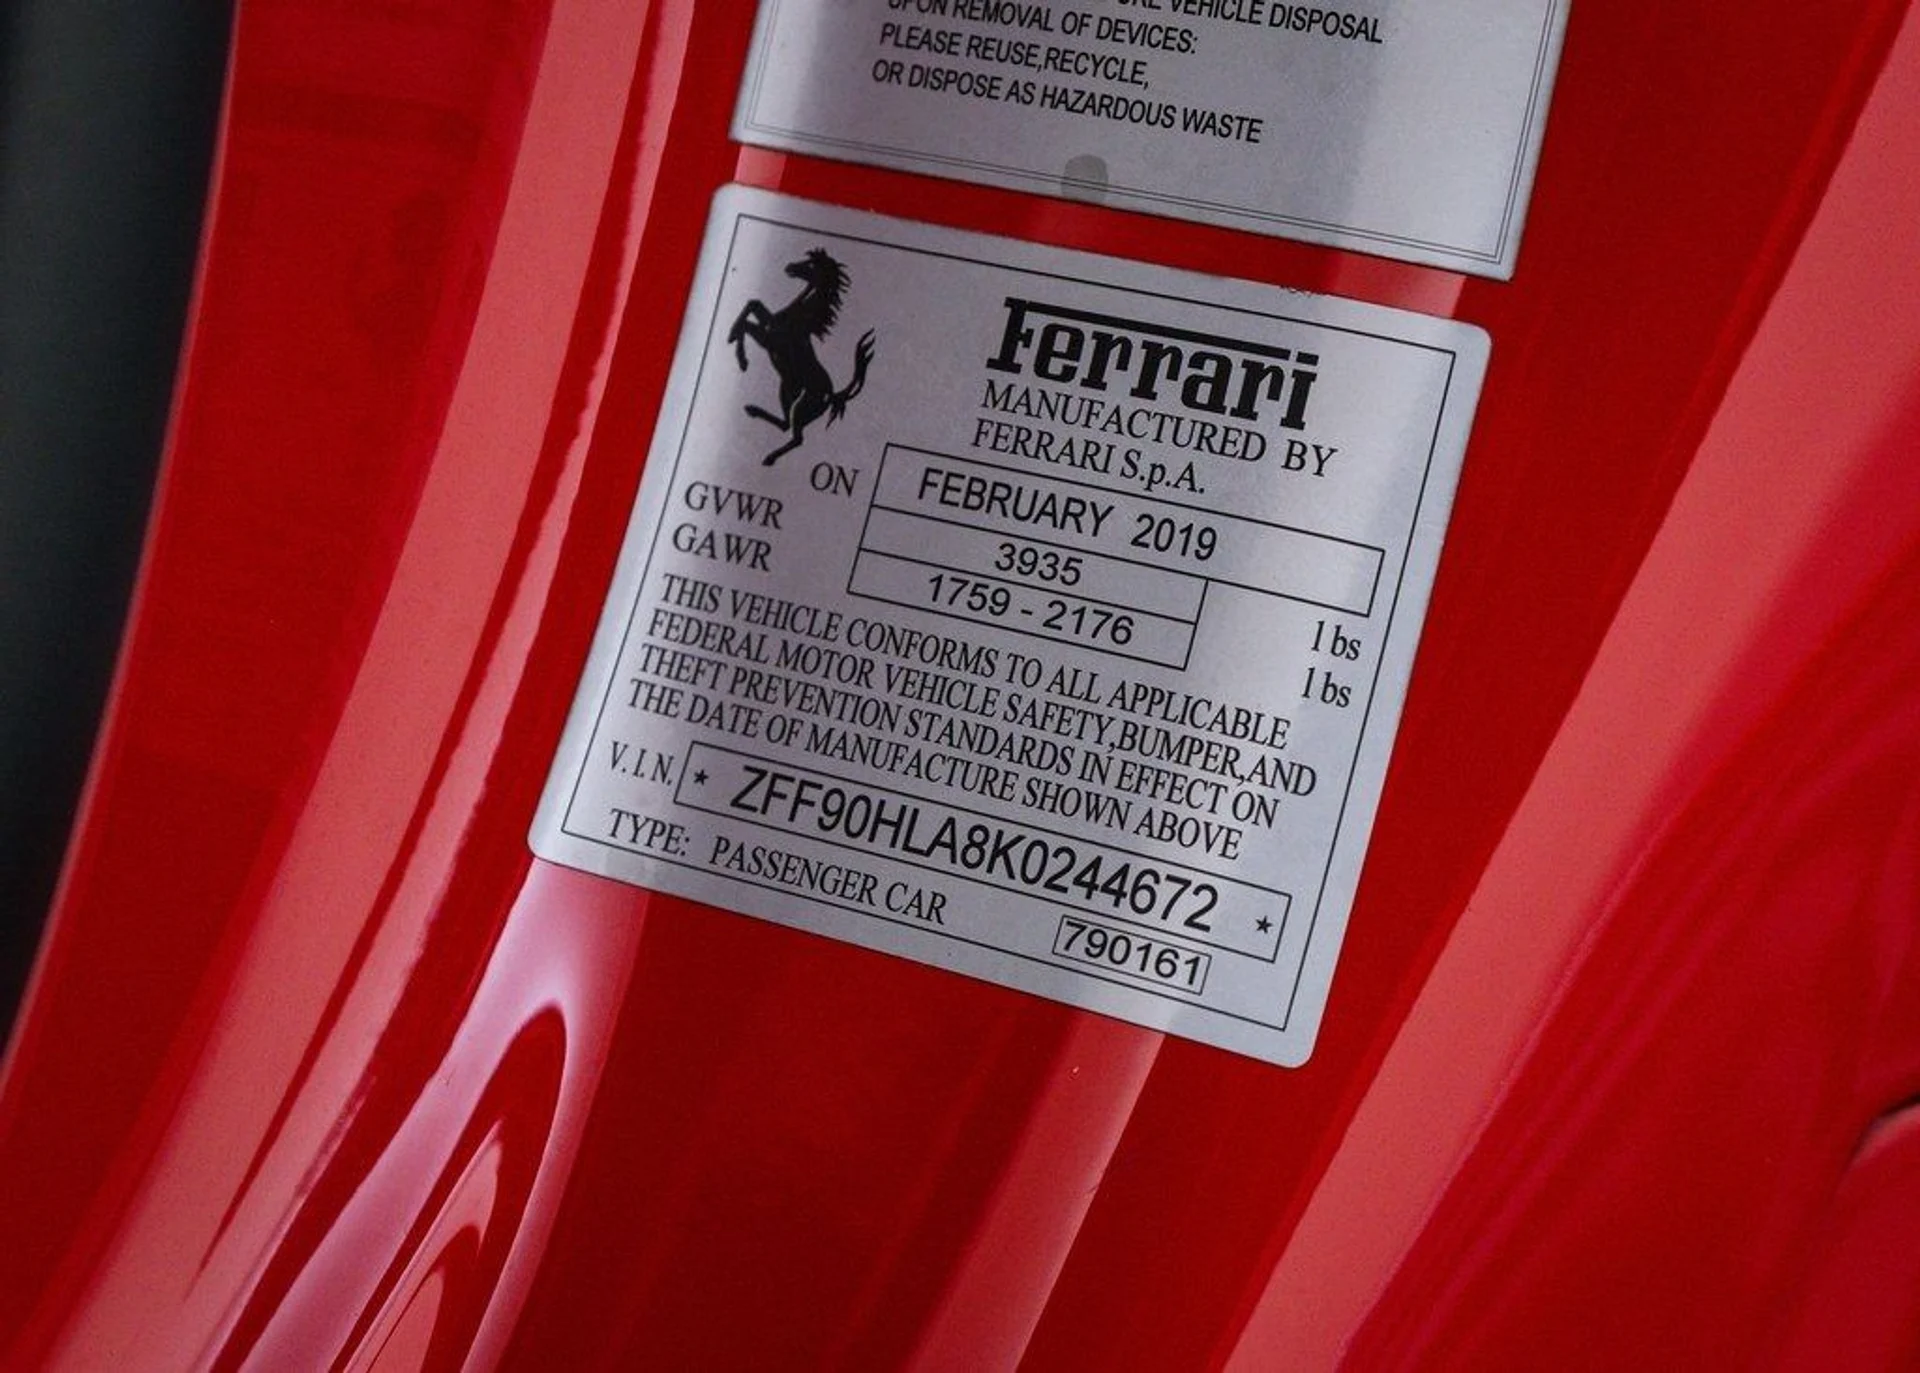 VEHICLE DISPOSAL
UPON REMOVAL OF DEVICES:
PLEASE REUSE,RECYCLE,
OR DISPOSE AS HAZARDOUS WASTE
Ferrari
MANUFACTURED BY
FERRARI S.p.A.
ON FEBRUARY 2019
GVWR 3935 lbs
GAWR 1759 - 2176 lbs
THIS VEHICLE CONFORMS TO ALL APPLICABLE
FEDERAL MOTOR VEHICLE SAFETY,BUMPER,AND
THEFT PREVENTION STANDARDS IN EFFECT ON
THE DATE OF MANUFACTURE SHOWN ABOVE
V.I.N. * ZFF90HLA8K0244672 *
TYPE: PASSENGER CAR
790161